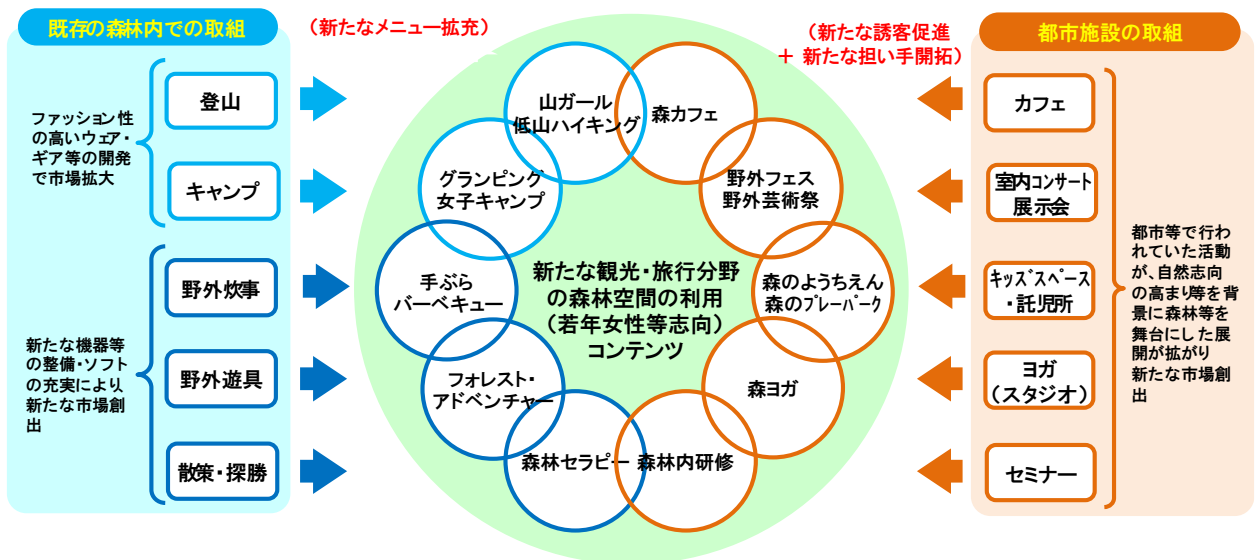 既存の森林内での取組
(新たなメニュー拡充)
(新たな誘客促進
+ 新たな担い手開拓)
都市施設の取組
ファッション性
の高いウェア・
ギア等の開発
で市場拡大
登山
キャンプ
新たな機器等
の整備・ソフト
の充実により、
新たな市場創
出
野外炊事
野外遊具
散策・探勝
山ガール
低山ハイキング
森カフェ
グランピング
女子キャンプ
野外フェス
野外芸術祭
手ぶら
バーベキュー
新たな観光・旅行分野
の森林空間の利用
(若年女性等志向)
コンテンツ
森のようちえん
森のプレーパーク
フォレスト・
アドベンチャー
森ヨガ
森林セラピー
森林内研修
カフェ
室内コンサート
展示会
キッズスペース
・託児所
ヨガ
(スタジオ)
セミナー
都市等で行わ
れていた活動
が、自然志向
の高まり等を背
景に森林等を
舞台にした展
開が拡がり
新たな市場創
出